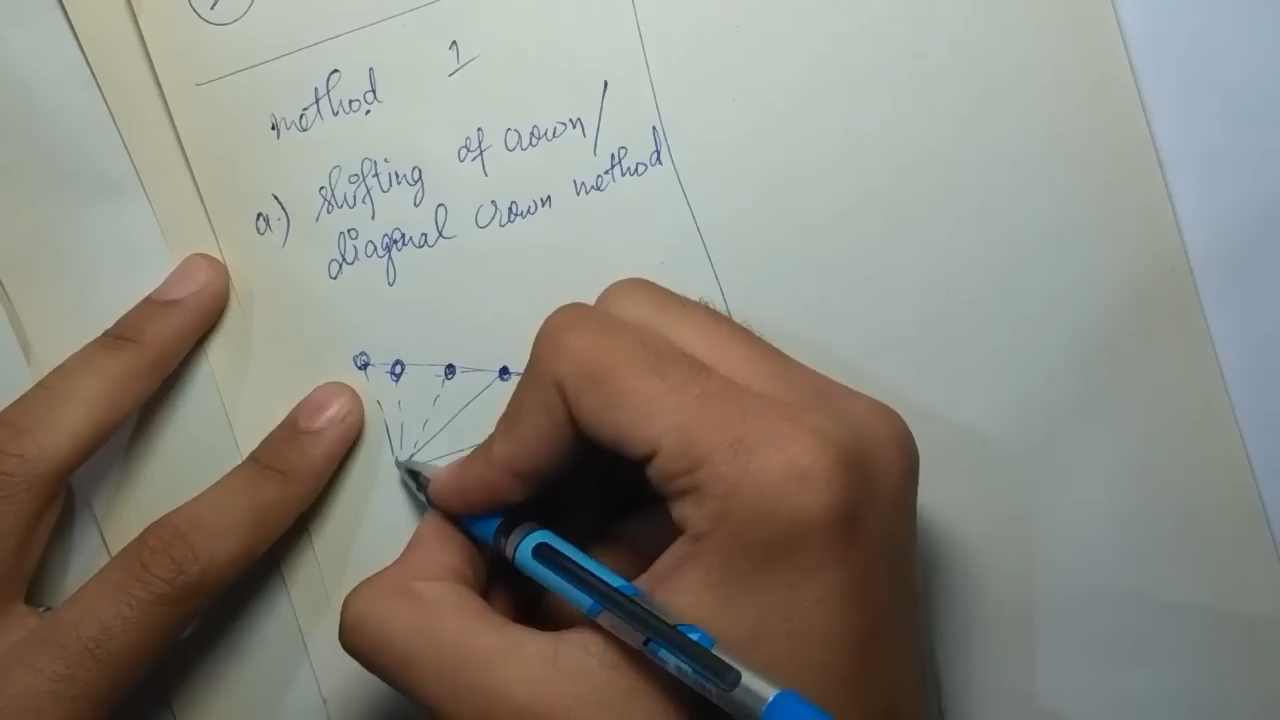 method 1
a.) shifting of crown/
diagonal crown method